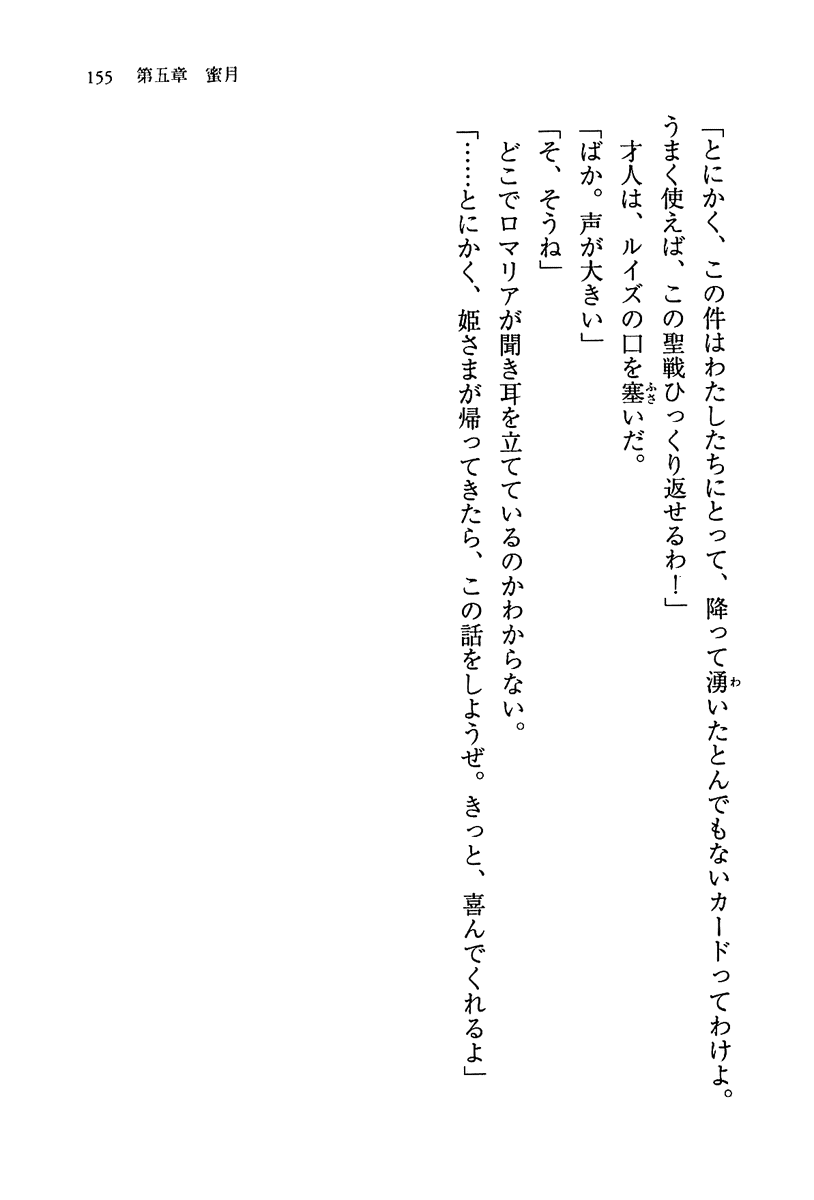 155　第五章　蜜月
「とにかく、この件はわたしたちにとって、降って湧いたとんでもないカードってわけよ。
うまく使えば、この聖戦ひっくり返せるわ！」
才人は、ルイズの口を塞いだ。
「ばか。声が大きい」
「そ、そうね」
どこでロマリアが聞き耳を立てているのかわからない。
「……とにかく、姫さまが帰ってきたら、この話をしようぜ。きっと、喜んでくれるよ」